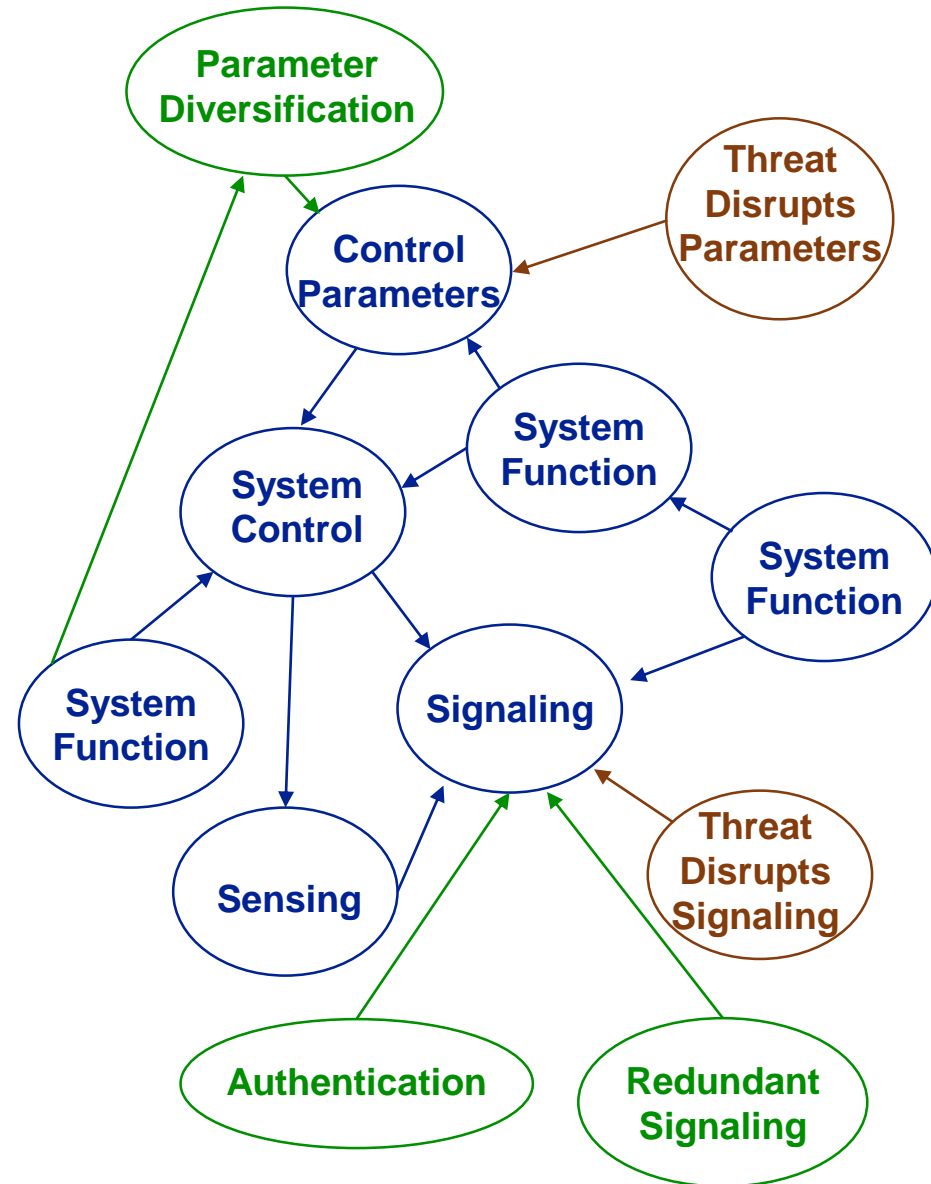 Parameter
Diversification
Threat
Disrupts
Parameters
Control
Parameters
System
Function
System
Control
System
Function
System
Function
Signaling
Sensing
Threat
Disrupts
Signaling
Authentication
Redundant
Signaling